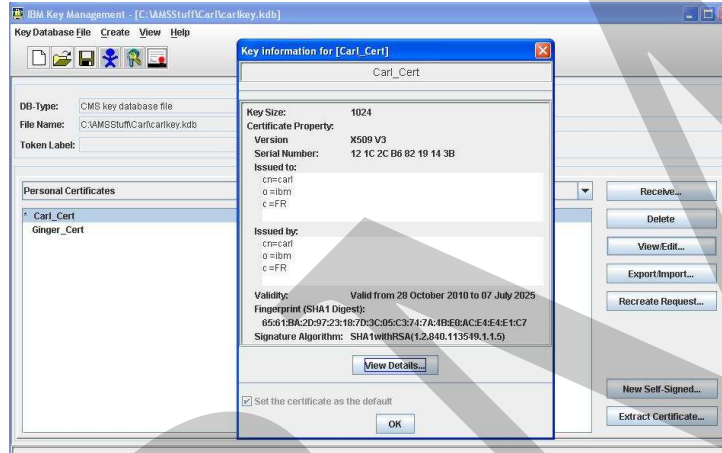 IBM Key Management - [C:\AMSStuff\Carl\carlkey.kdb]
Key Database File Create View Help
DB-Type: CMS key database file
File Name: C:\AMSStuff\Carl\carlkey.kdb
Token Label:
Personal Certificates
* Carl_Cert
Ginger_Cert
Receive...
Delete
View/Edit...
Export/Import...
Recreate Request...
New Self-Signed...
Extract Certificate...
Key information for [Carl_Cert]
Carl_Cert
Key Size: 1024
Certificate Property:
Version X509 V3
Serial Number: 12 1C 2C B6 82 19 14 3B
Issued to:
cn=carl
o =ibm
c =FR
Issued by:
cn=carl
o =ibm
c =FR
Validity: Valid from 28 October 2010 to 07 July 2025
Fingerprint (SHA1 Digest):
65:61:BA:2D:97:23:18:7D:3C:05:C3:74:7A:4B:E0:AC:E4:E4:E1:C7
Signature Algorithm: SHA1withRSA(1.2.840.113549.1.1.5)
View Details...
Set the certificate as the default
OK